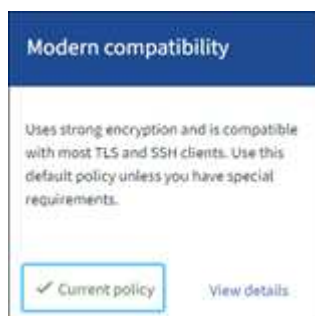 Modern compatibility
Uses strong encryption and is compatible
with most TLS and SSH clients. Use this
default policy unless you have special
requirements.
✓ Current policy
View details